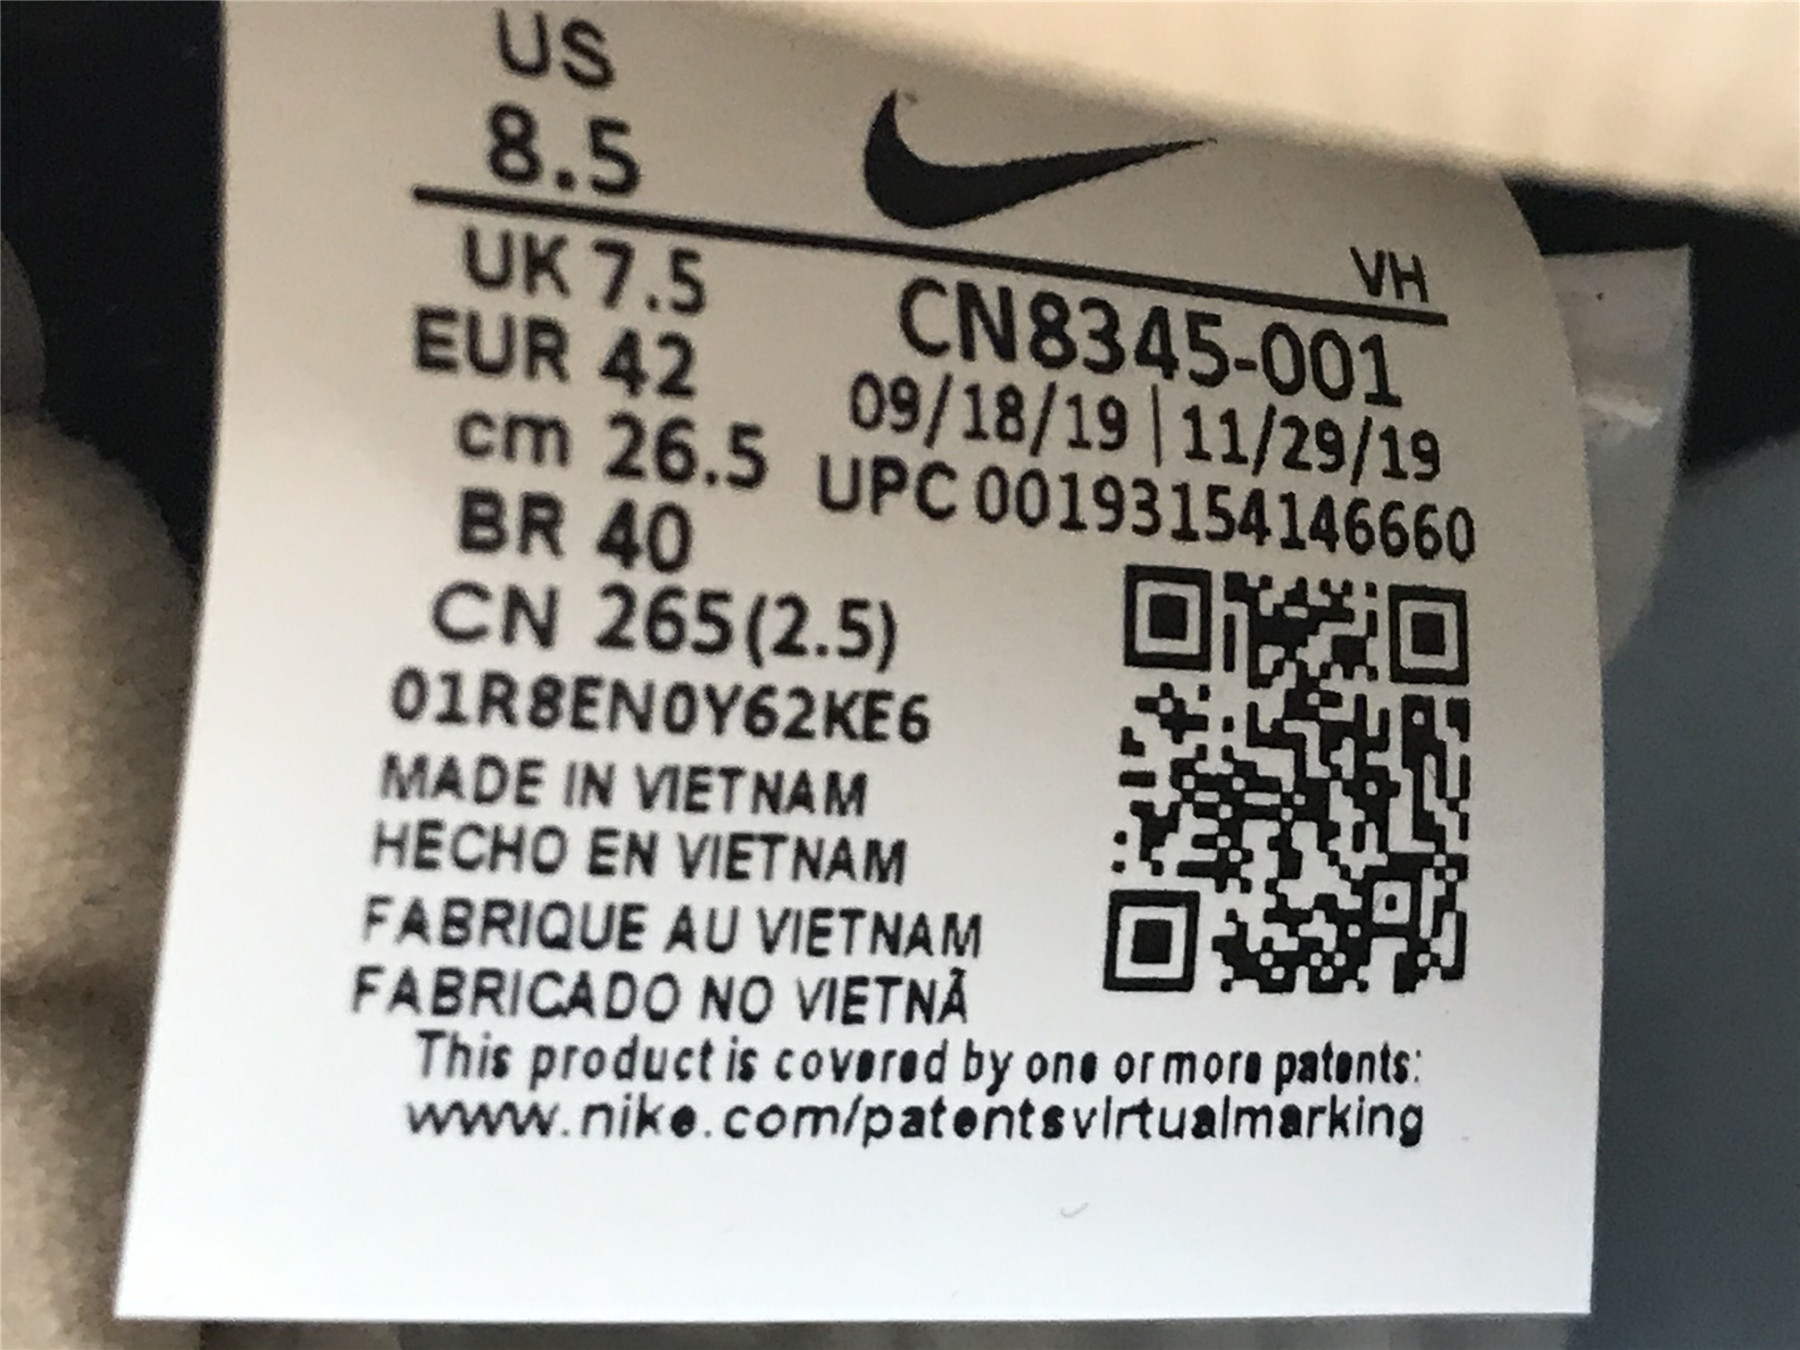 US
8.5
VH
UK 7.5
EUR 42
cm 26.5
BR 40
CN 265(2.5)
CN8345-001
09/18/19 | 11/29/19
UPC 00193154146660
01R8EN0Y62KE6
MADE IN VIETNAM
HECHO EN VIETNAM
FABRIQUE AU VIETNAM
FABRICADO NO VIETNÃ
This product is covered by one or more patents:
www.nike.com/patentsvirtualmarking